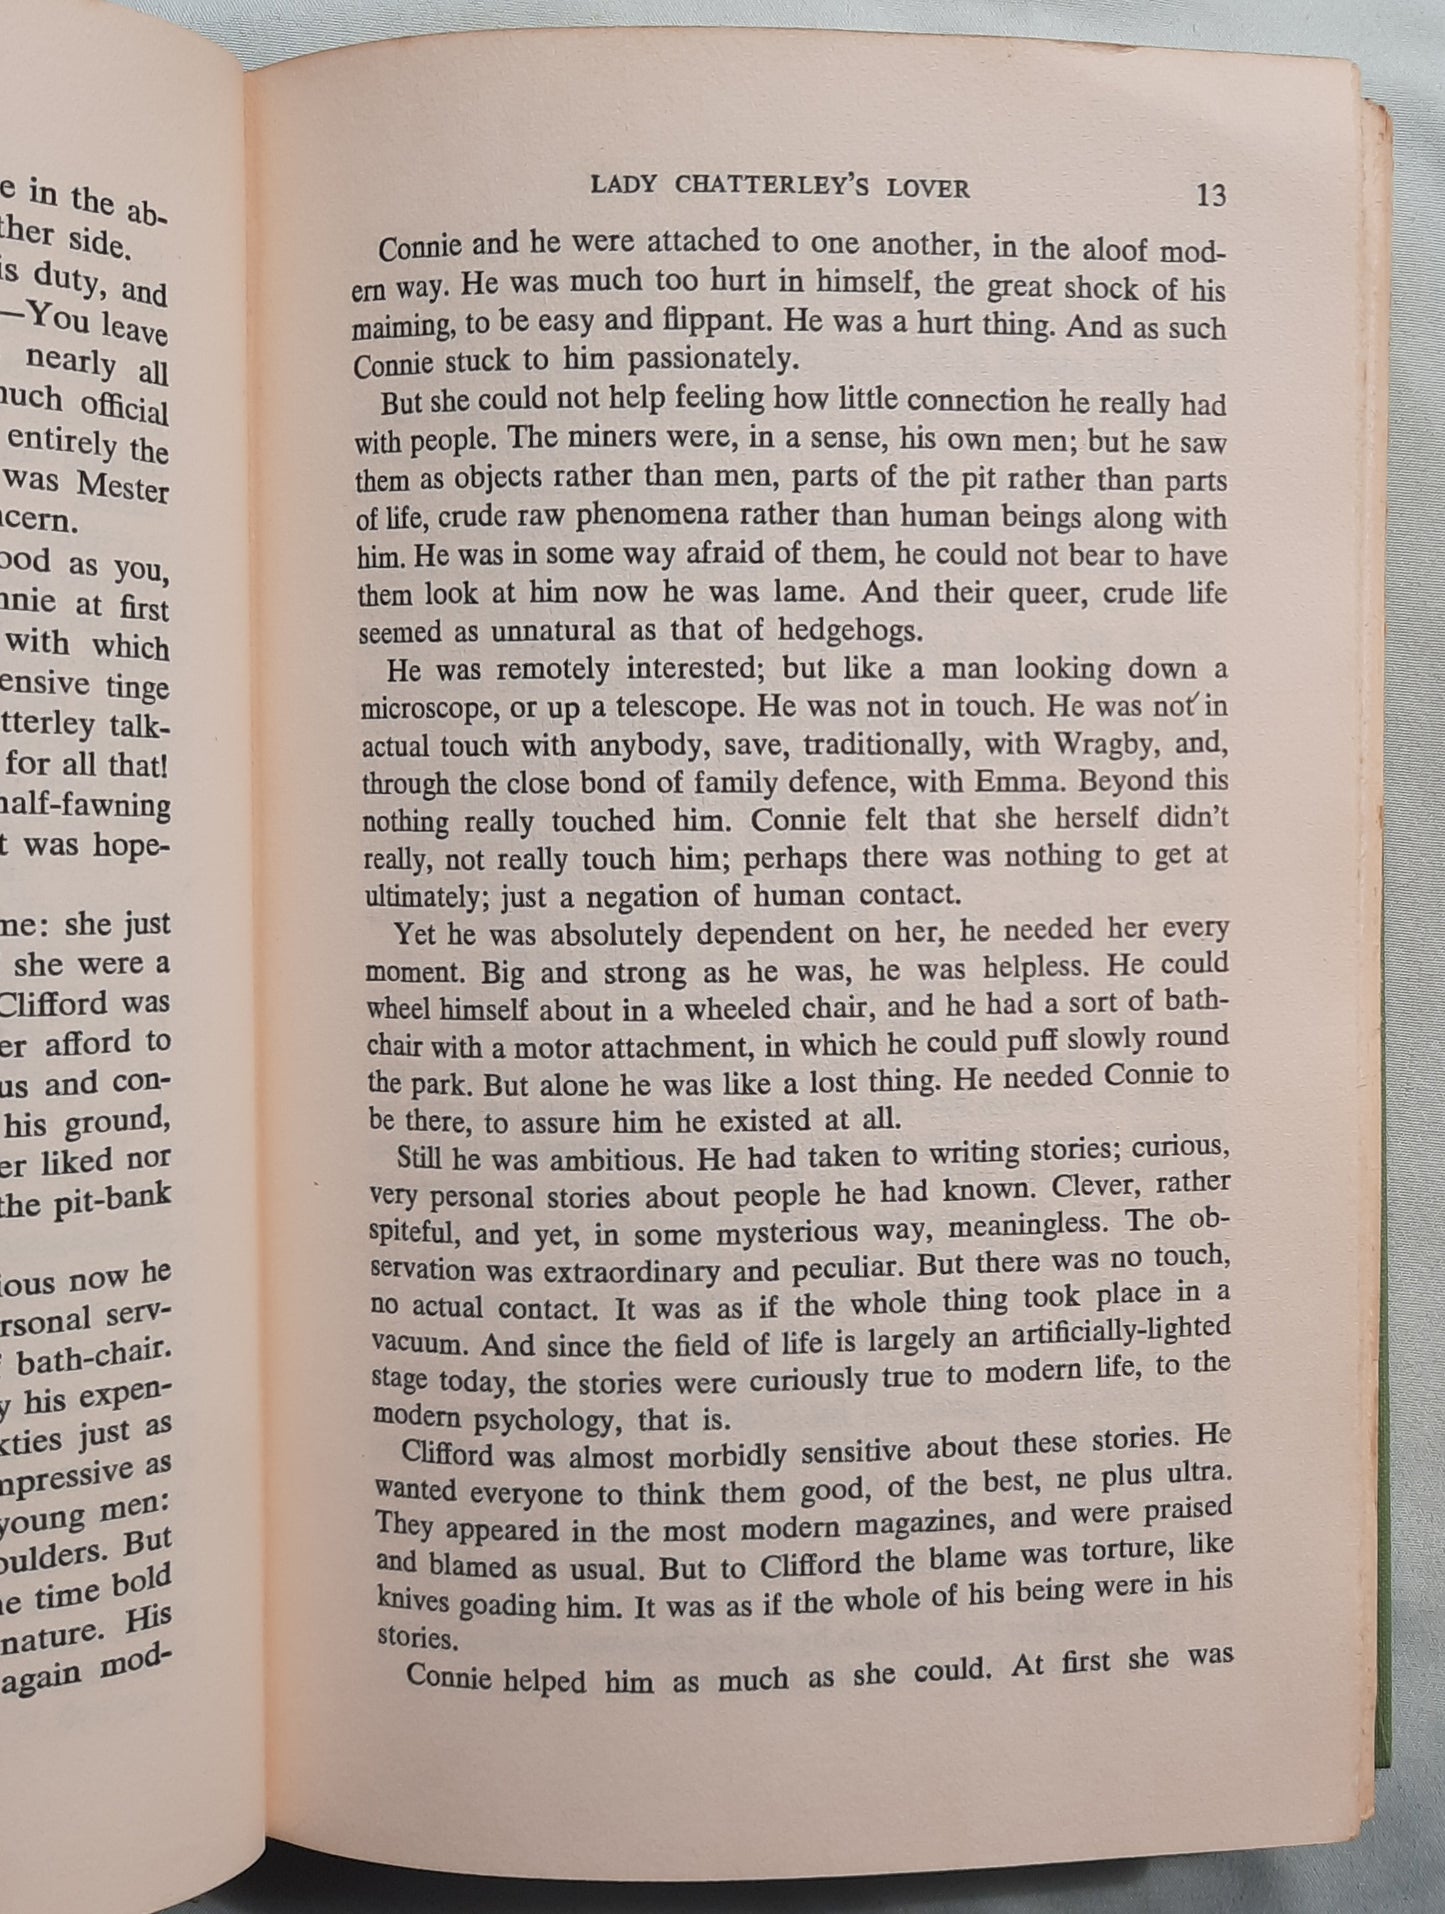 e in the ab-
ther side.
is duty, and
—You leave
nearly all
much official
entirely the
was Mester
ncern.
ood as you,
nnie at first
with which
ensive tinge
tterley talk-
for all that!
half-fawning
t was hope-
me: she just
she were a
Clifford was
er afford to
us and con-
his ground,
er liked nor
the pit-bank
ious now he
rsonal serv-
bath-chair.
y his expen-
xties just as
mpressive as
young men:
oulders. But
e time bold
nature. His
again mod-
LADY CHATTERLEY'S LOVER 13
Connie and he were attached to one another, in the aloof mod-
ern way. He was much too hurt in himself, the great shock of his
maiming, to be easy and flippant. He was a hurt thing. And as such
Connie stuck to him passionately.
But she could not help feeling how little connection he really had
with people. The miners were, in a sense, his own men; but he saw
them as objects rather than men, parts of the pit rather than parts
of life, crude raw phenomena rather than human beings along with
him. He was in some way afraid of them, he could not bear to have
them look at him now he was lame. And their queer, crude life
seemed as unnatural as that of hedgehogs.
He was remotely interested; but like a man looking down a
microscope, or up a telescope. He was not in touch. He was not in
actual touch with anybody, save, traditionally, with Wragby, and,
through the close bond of family defence, with Emma. Beyond this
nothing really touched him. Connie felt that she herself didn't
really, not really touch him; perhaps there was nothing to get at
ultimately; just a negation of human contact.
Yet he was absolutely dependent on her, he needed her every
moment. Big and strong as he was, he was helpless. He could
wheel himself about in a wheeled chair, and he had a sort of bath-
chair with a motor attachment, in which he could puff slowly round
the park. But alone he was like a lost thing. He needed Connie to
be there, to assure him he existed at all.
Still he was ambitious. He had taken to writing stories; curious,
very personal stories about people he had known. Clever, rather
spiteful, and yet, in some mysterious way, meaningless. The ob-
servation was extraordinary and peculiar. But there was no touch,
no actual contact. It was as if the whole thing took place in a
vacuum. And since the field of life is largely an artificially-lighted
stage today, the stories were curiously true to modern life, to the
modern psychology, that is.
Clifford was almost morbidly sensitive about these stories. He
wanted everyone to think them good, of the best, ne plus ultra.
They appeared in the most modern magazines, and were praised
and blamed as usual. But to Clifford the blame was torture, like
knives goading him. It was as if the whole of his being were in his
stories.
Connie helped him as much as she could. At first she was